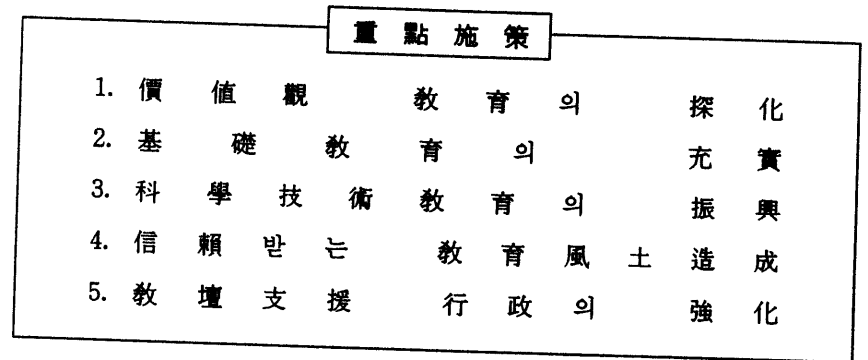 重點施策
1. 價値觀 敎育의 探化
2. 基礎敎育의 充實
3. 科學技術敎育의 振興
4. 信賴받는 敎育風土造成
5. 敎壇支援 行政의 强化